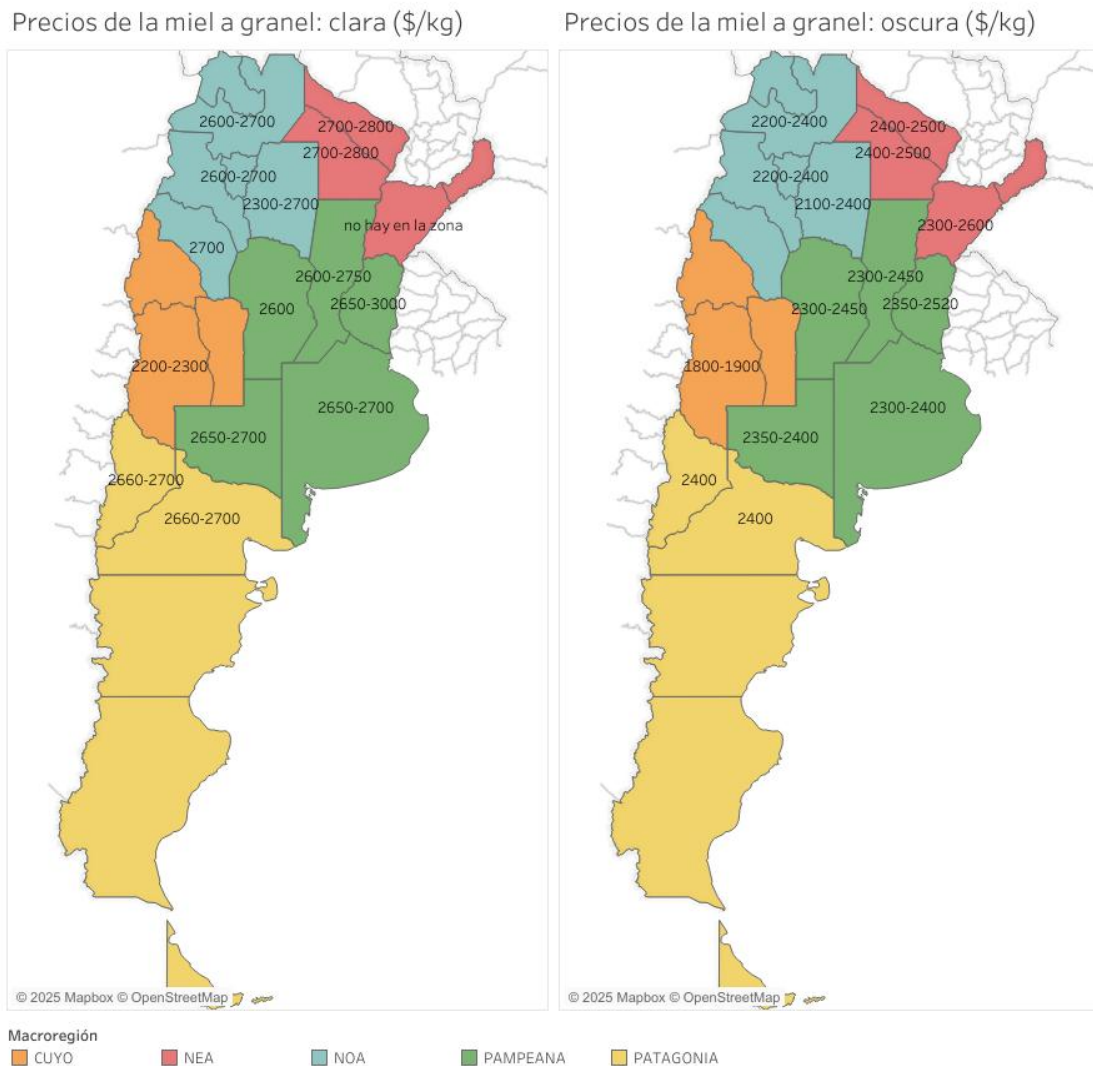 Precios de la miel a granel: clara ($/kg)
2600-2700
2700-2800
2700-2800
2600-2700
2300-2700
no hay en la zona
2700
2600-2750
2650-3000
2600
2200-2300
2650-2700
2650-2700
2660-2700
2660-2700
© 2025 Mapbox © OpenStreetMap
Precios de la miel a granel: oscura ($/kg)
2200-2400
2400-2500
2400-2500
2200-2400
2100-2400
2300-2600
2300-2450
2350-2520
2300-2450
1800-1900
2300-2400
2350-2400
2400
2400
© 2025 Mapbox © OpenStreetMap
Macroregión
CUYO
NEA
NOA
PAMPEANA
PATAGONIA